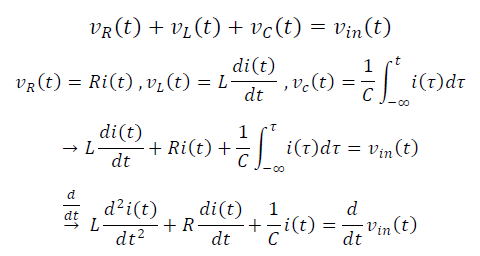 v_R(t) + v_L(t) + v_C(t) = v_in(t)
v_R(t) = Ri(t) , v_L(t) = L di(t)/dt , v_c(t) = 1/C ∫_{-∞}^{t} i(τ)dτ
→ L di(t)/dt + Ri(t) + 1/C ∫_{-∞}^{τ} i(τ)dτ = v_in(t)
d/dt → L d²i(t)/dt² + R di(t)/dt + 1/C i(t) = d/dt v_in(t)